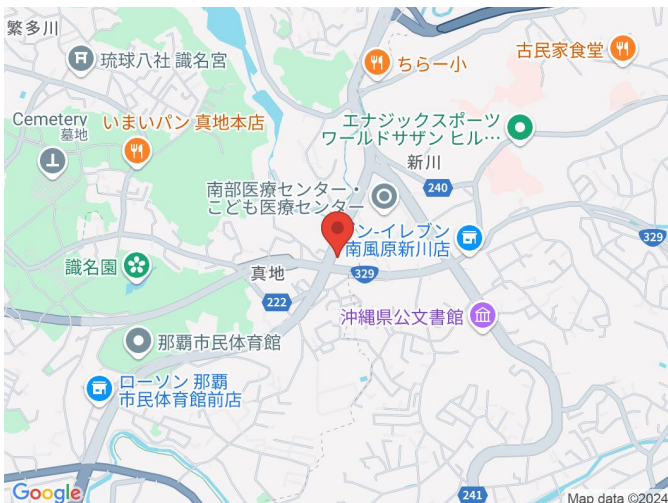 繁多川
琉球八社 識名宮
ちらー小
古民家食堂
Cemetery
墓地
いまいパン 真地本店
エナジックスポーツ
ワールドサザン ヒル…
新川
240
南部医療センター・
こども医療センター
ン-イレブン
南風原新川店
329
識名園
真地
329
222
沖縄県公文書館
那覇市民体育館
ローソン 那覇
市民体育館前店
241
Google
Map data ©2024